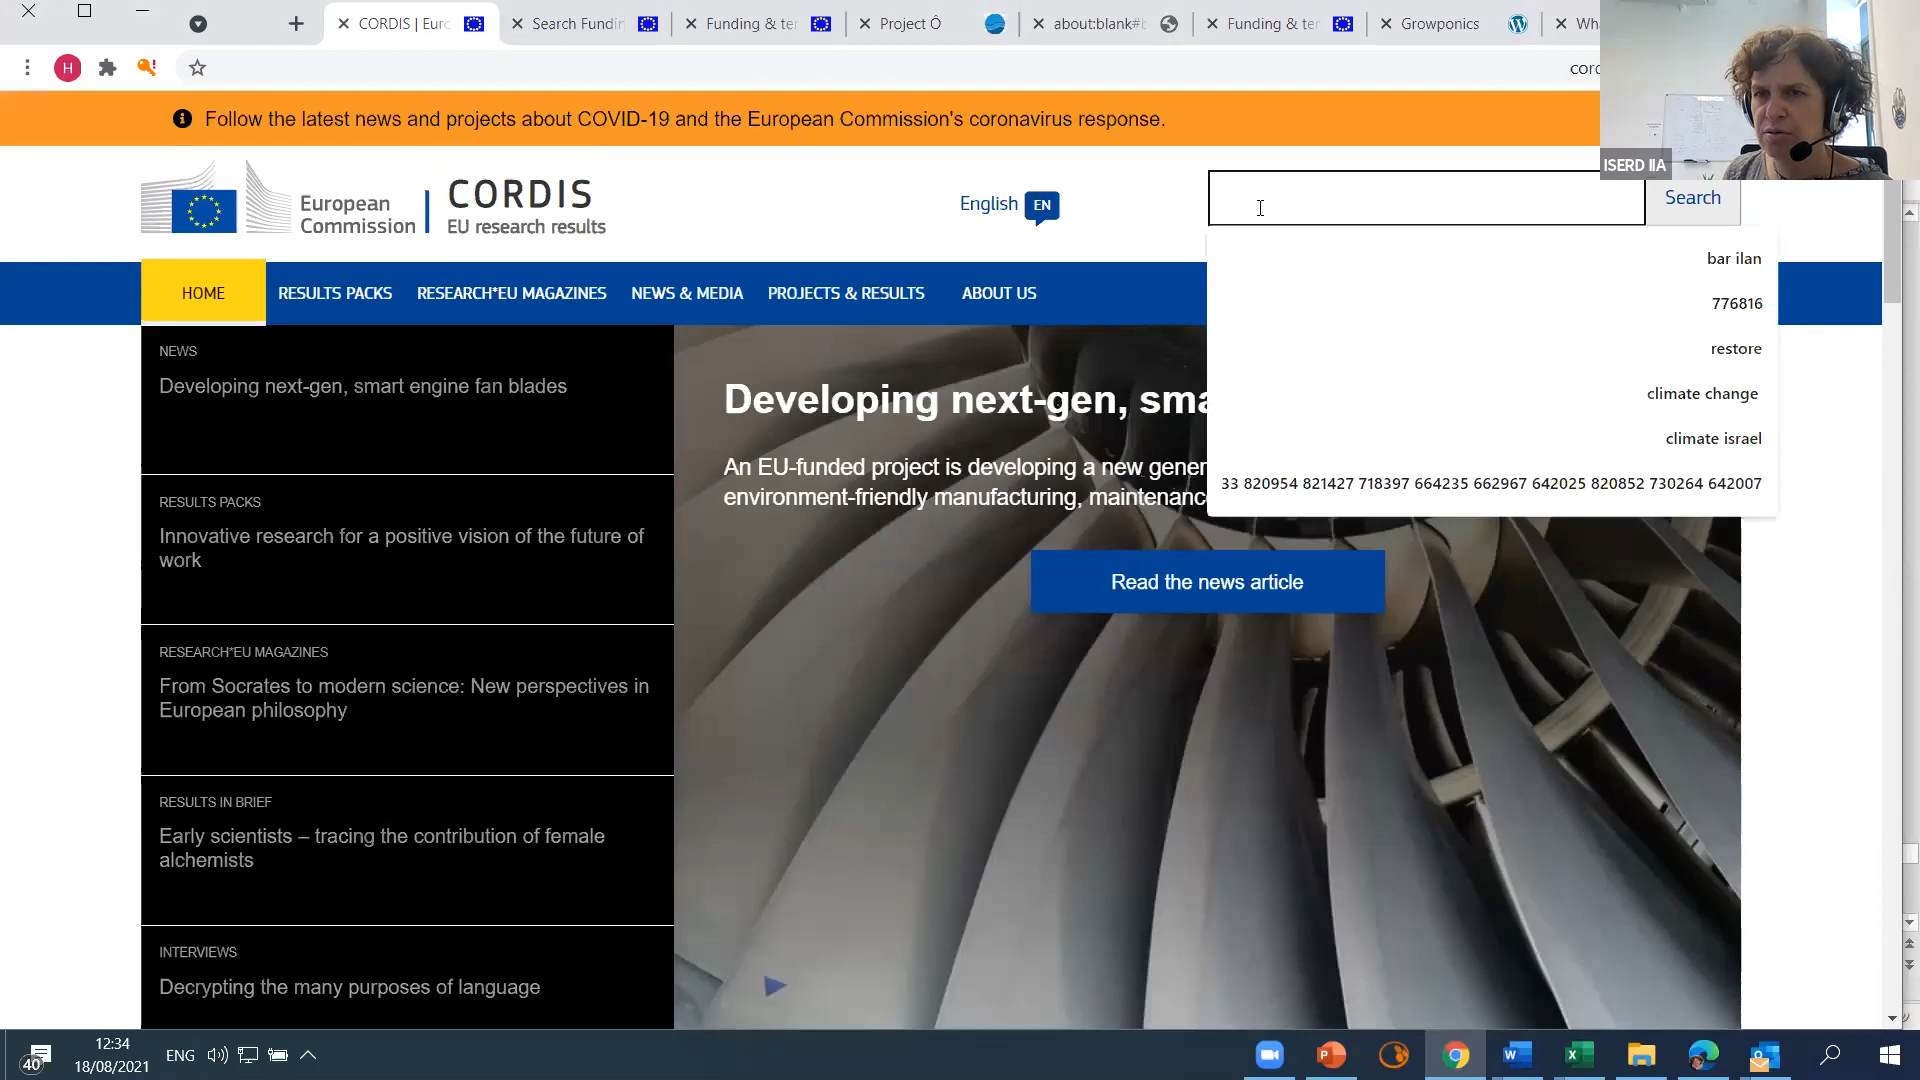 CORDIS | Euro
Search Fundin
Funding & ter
Project Ô
about:blank#b
Funding & ter
Growponics
Wha
H
Follow the latest news and projects about COVID-19 and the European Commission's coronavirus response.
ISERD IIA
European
Commission
CORDIS
EU research results
English EN
Search
HOME
RESULTS PACKS
RESEARCH*EU MAGAZINES
NEWS & MEDIA
PROJECTS & RESULTS
ABOUT US
bar ilan
776816
restore
climate change
climate israel
33 820954 821427 718397 664235 662967 642025 820852 730264 642007
NEWS
Developing next-gen, smart engine fan blades
RESULTS PACKS
Innovative research for a positive vision of the future of
work
RESEARCH*EU MAGAZINES
From Socrates to modern science: New perspectives in
European philosophy
RESULTS IN BRIEF
Early scientists – tracing the contribution of female
alchemists
INTERVIEWS
Decrypting the many purposes of language
Developing next-gen, sma
An EU-funded project is developing a new gener
environment-friendly manufacturing, maintenanc
Read the news article
40
12:34
18/08/2021
ENG